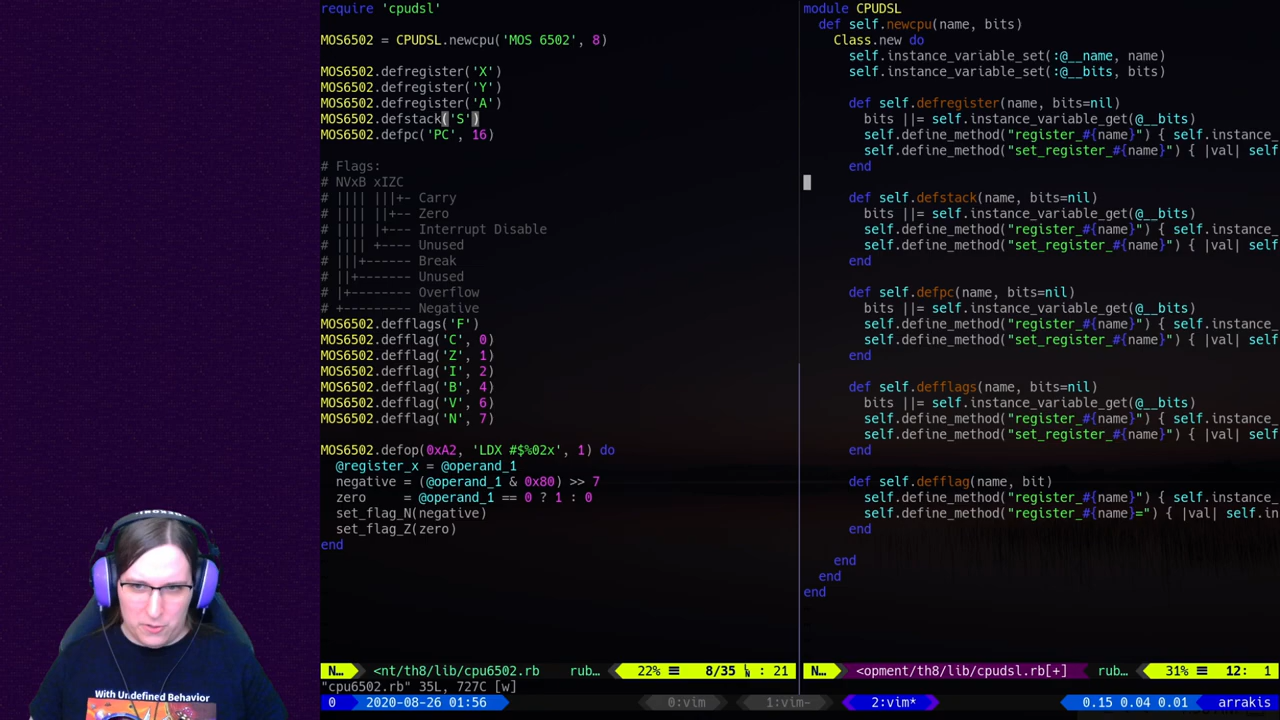 require 'cpudsl'
MOS6502 = CPUDSL.newcpu('MOS 6502', 8)
MOS6502.defregister('X')
MOS6502.defregister('Y')
MOS6502.defregister('A')
MOS6502.defstack('S')
MOS6502.defpc('PC', 16)
# Flags:
# NVxB xIZC
# |||| |||+- Carry
# |||| ||+-- Zero
# |||| |+--- Interrupt Disable
# |||| +---- Unused
# |||+------ Break
# ||+------- Unused
# |+-------- Overflow
# +--------- Negative
MOS6502.defflags('F')
MOS6502.defflag('C', 0)
MOS6502.defflag('Z', 1)
MOS6502.defflag('I', 2)
MOS6502.defflag('B', 4)
MOS6502.defflag('V', 6)
MOS6502.defflag('N', 7)
MOS6502.defop(0xA2, 'LDX #$%02x', 1) do
  @register_x = @operand_1
  negative = (@operand_1 & 0x80) >> 7
  zero     = @operand_1 == 0 ? 1 : 0
  set_flag_N(negative)
  set_flag_Z(zero)
end
module CPUDSL
  def self.newcpu(name, bits)
    Class.new do
      self.instance_variable_set(:@__name, name)
      self.instance_variable_set(:@__bits, bits)
      def self.defregister(name, bits=nil)
        bits ||= self.instance_variable_get(@__bits)
        self.define_method("register_#{name}") { self.instance_
        self.define_method("set_register_#{name}") { |val| self
      end
      def self.defstack(name, bits=nil)
        bits ||= self.instance_variable_get(@__bits)
        self.define_method("register_#{name}") { self.instance_
        self.define_method("set_register_#{name}") { |val| self
      end
      def self.defpc(name, bits=nil)
        bits ||= self.instance_variable_get(@__bits)
        self.define_method("register_#{name}") { self.instance_
        self.define_method("set_register_#{name}") { |val| self
      end
      def self.defflags(name, bits=nil)
        bits ||= self.instance_variable_get(@__bits)
        self.define_method("register_#{name}") { self.instance_
        self.define_method("set_register_#{name}") { |val| self
      end
      def self.defflag(name, bit)
        self.define_method("register_#{name}") { self.instance_
        self.define_method("register_#{name}=") { |val| self.in
      end
    end
  end
end
N… <nt/th8/lib/cpu6502.rb rub… 22% ≡ 8/35 : 21
N… <opment/th8/lib/cpudsl.rb[+] rub… 31% ≡ 12: 1
"cpu6502.rb" 35L, 727C [w]
0 2020-08-26 01:56 0:vim 1:vim- 2:vim* 0.15 0.04 0.01 arrakis
With Undefined Behavior